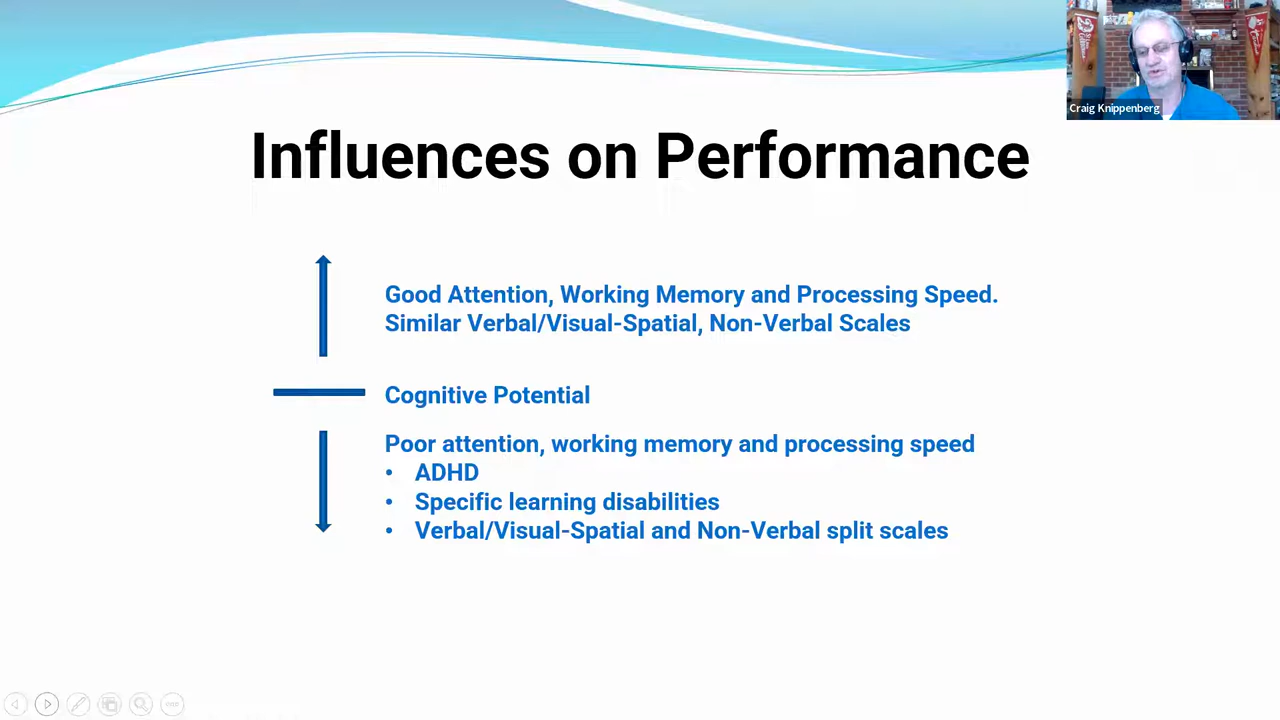 Craig Knippenberg
Influences on Performance
Good Attention, Working Memory and Processing Speed.
Similar Verbal/Visual-Spatial, Non-Verbal Scales
Cognitive Potential
Poor attention, working memory and processing speed
• ADHD
• Specific learning disabilities
• Verbal/Visual-Spatial and Non-Verbal split scales